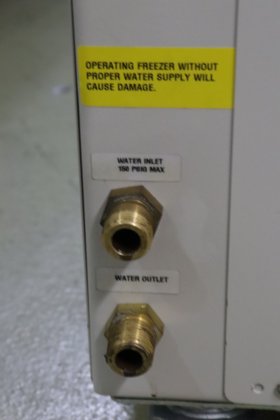 OPERATING FREEZER WITHOUT
PROPER WATER SUPPLY WILL
CAUSE DAMAGE.
WATER INLET
150 PSIG MAX
WATER OUTLET